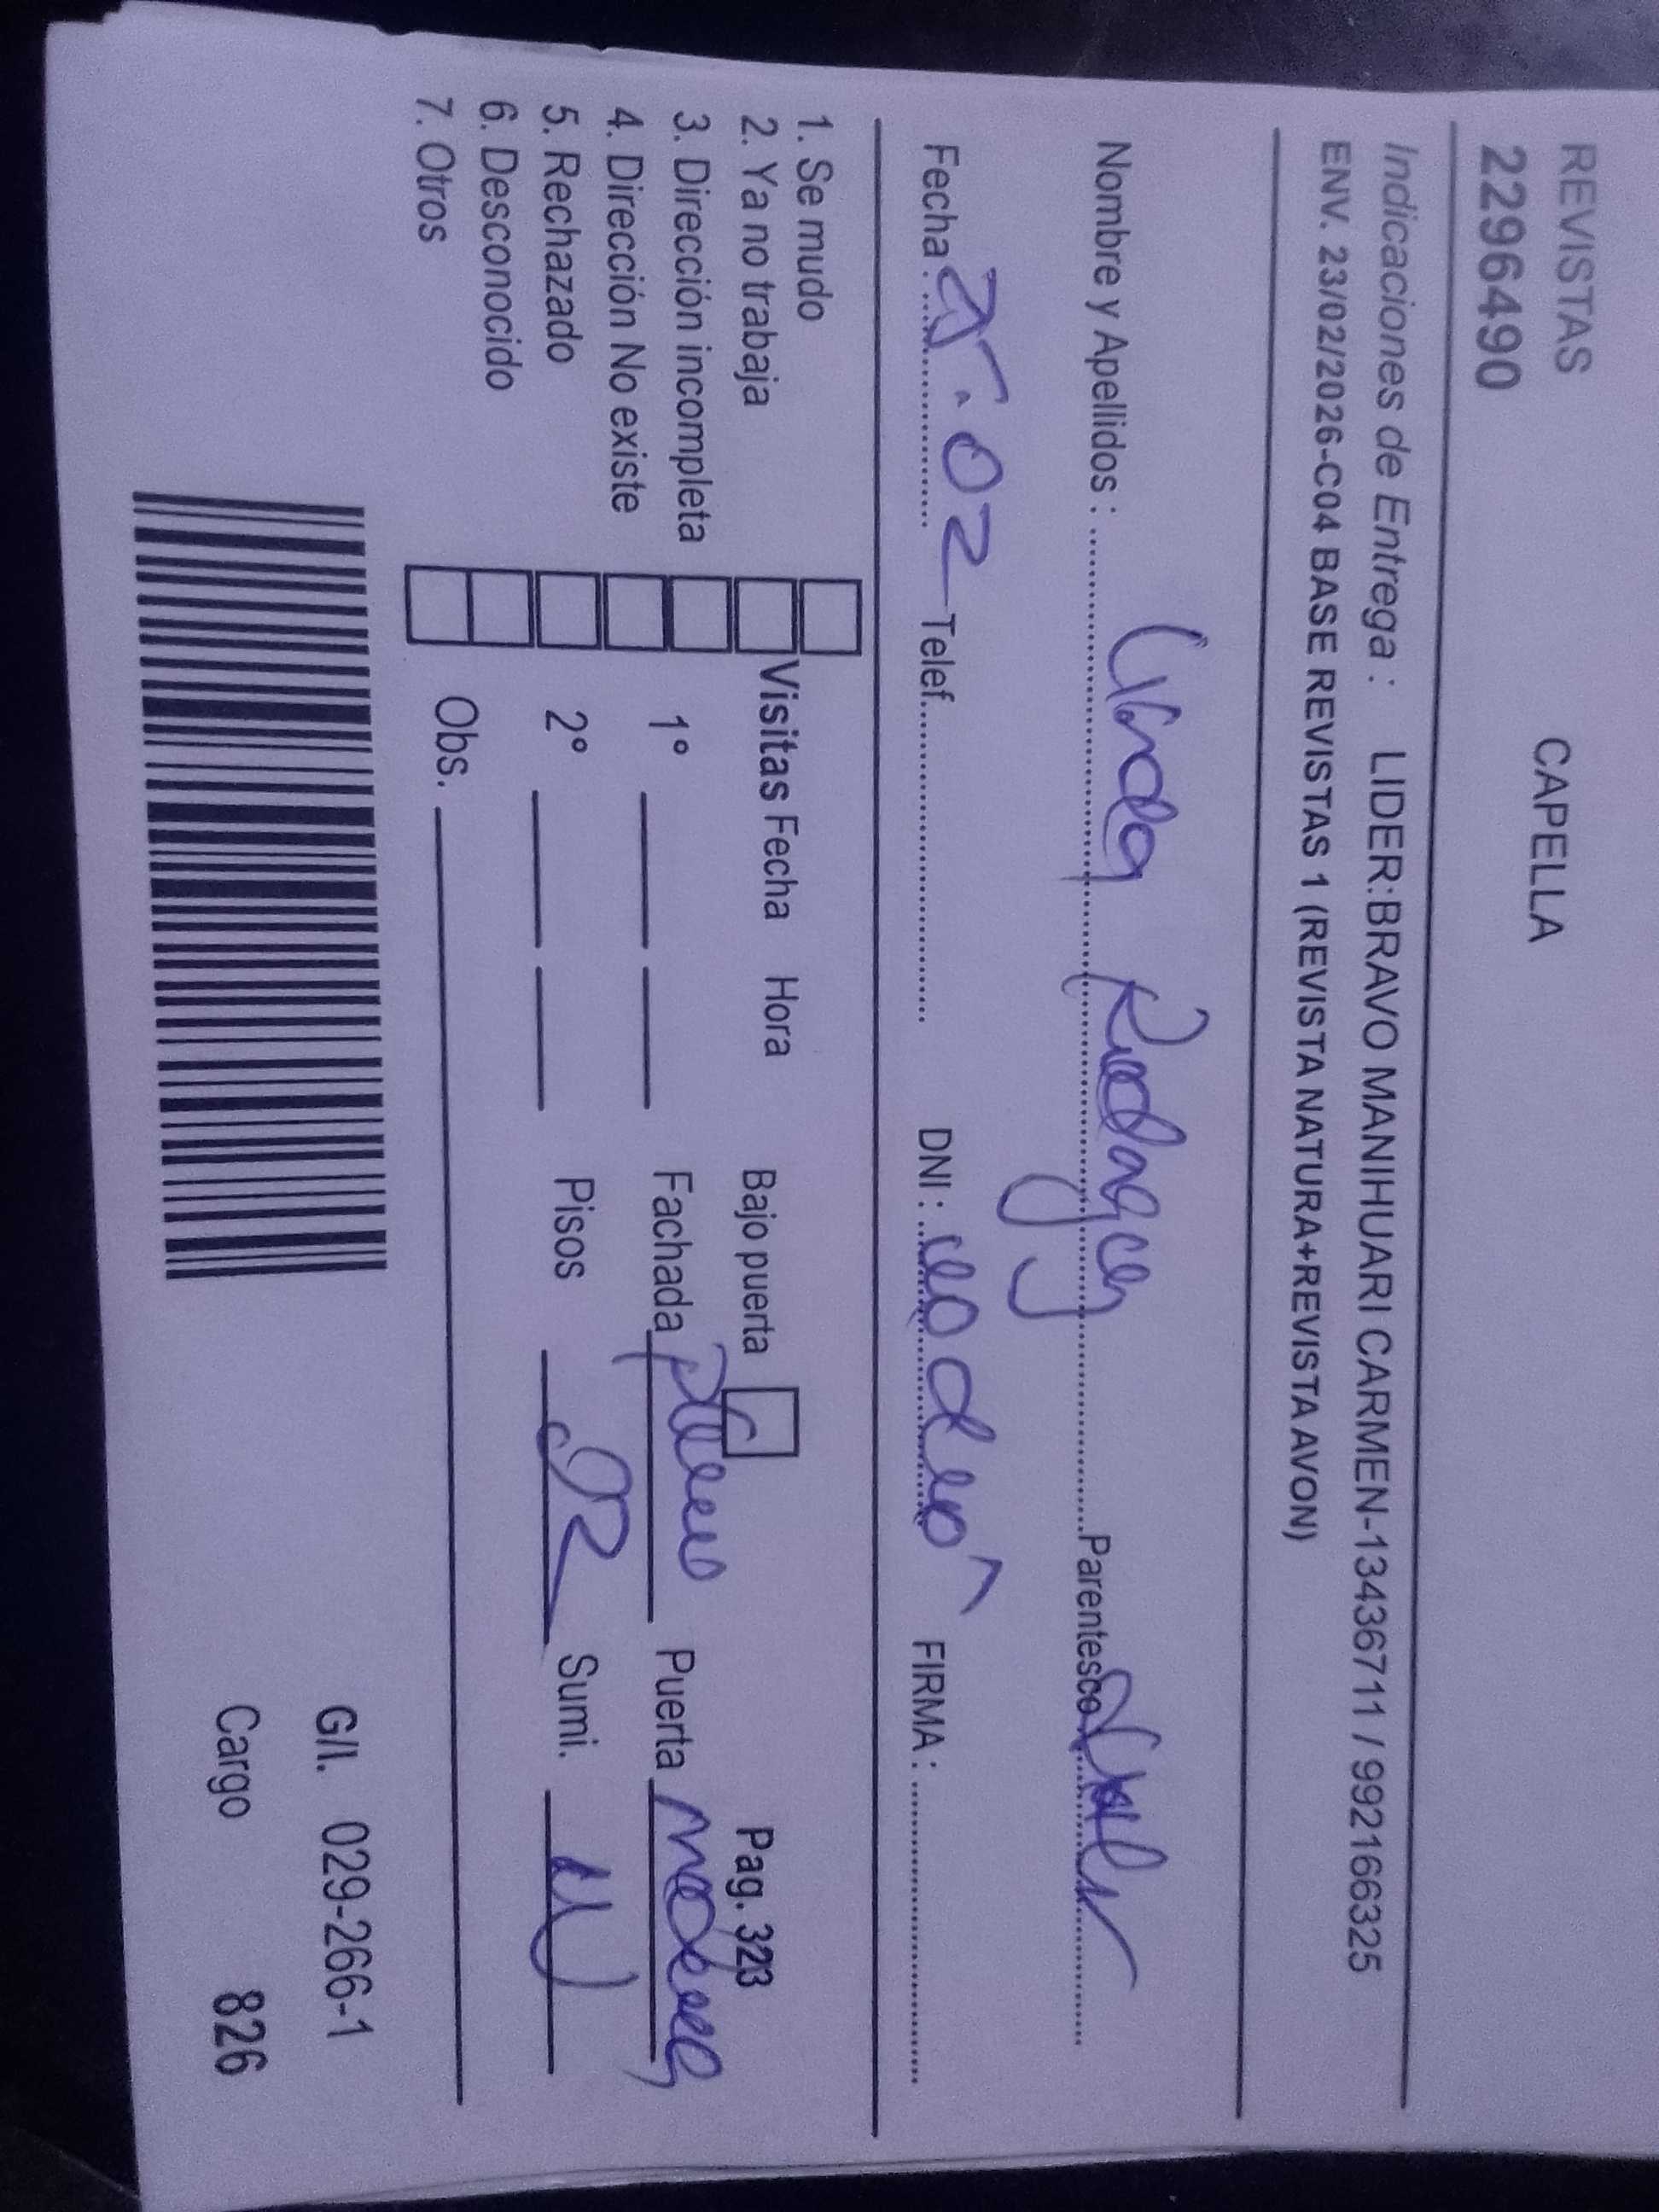 REVISTAS CAPELLA
2296490
Indicaciones de Entrega : LIDER:BRAVO MANIHUARI CARMEN-13436711 / 992166325
ENV. 23/02/2026-C04 BASE REVISTAS 1 (REVISTA NATURA+REVISTA AVON)
Nombre y Apellidos : Parentesco
Fecha : 25.02 Telef. DNI : FIRMA :
1. Se mudo
2. Ya no trabaja
3. Dirección incompleta
4. Dirección No existe
5. Rechazado
6. Desconocido
7. Otros
Visitas Fecha Hora
1°
2°
Obs.
Bajo puerta Pag. 323
Fachada Puerta
Pisos 02 Sumi.
G/I. 029-266-1
Cargo 826